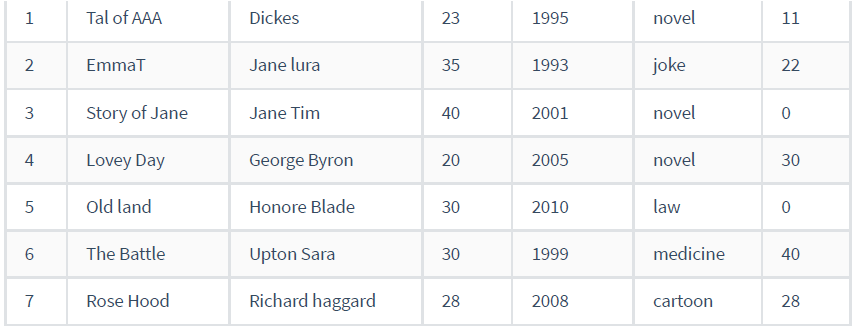 1 Tal of AAA Dickes 23 1995 novel 11
2 EmmaT Jane lura 35 1993 joke 22
3 Story of Jane Jane Tim 40 2001 novel 0
4 Lovey Day George Byron 20 2005 novel 30
5 Old land Honore Blade 30 2010 law 0
6 The Battle Upton Sara 30 1999 medicine 40
7 Rose Hood Richard haggard 28 2008 cartoon 28